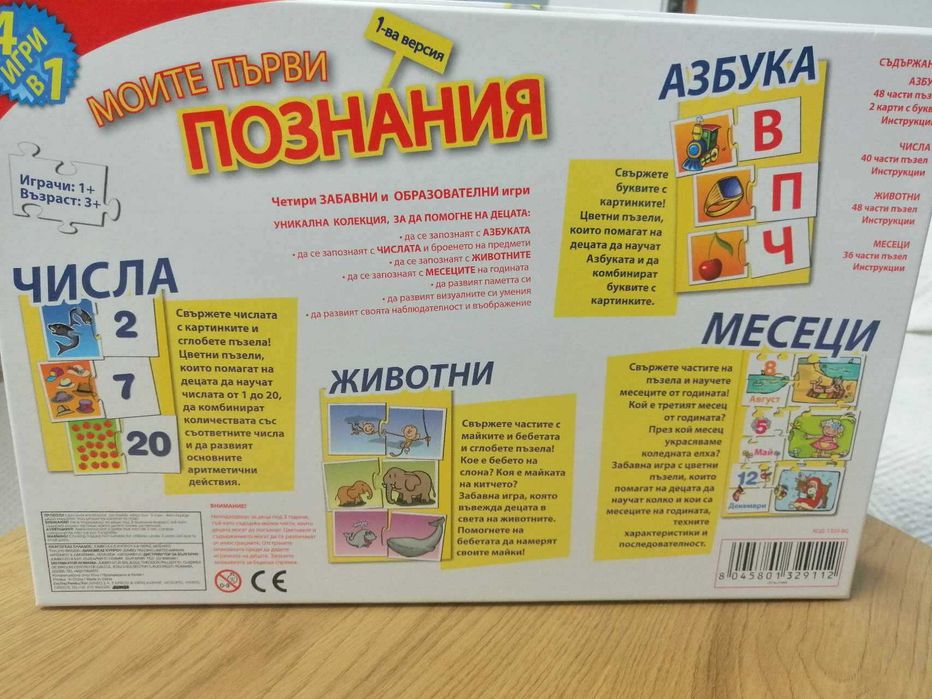 4
ИГРИ
В 1
МОИТЕ ПЪРВИ
1-ва версия
ПОЗНАНИЯ
Играчи: 1+
Възраст: 3+
Четири ЗАБАВНИ и ОБРАЗОВАТЕЛНИ игри
УНИКАЛНА КОЛЕКЦИЯ, ЗА ДА ПОМОГНЕ НА ДЕЦАТА:
• да се запознаят с АЗБУКАТА
• да се запознаят с ЧИСЛАТА и броенето на предмети
• да се запознаят с ЖИВОТНИТЕ
• да се запознаят с МЕСЕЦИТЕ на годината
• да развият паметта си
• да развият визуалните си умения
• да развият своята наблюдателност и въображение
АЗБУКА
Свържете
буквите с
картинките!
Цветни пъзели,
които помагат на
децата да научат
Азбуката и да
комбинират
буквите с
картинките.
В
П
Ч
СЪДЪРЖАН
АЗБУ
48 части пъз
2 карти с букв
Инструкции
ЧИСЛА
40 части пъзел
Инструкции
ЖИВОТНИ
48 части пъзел
Инструкции
МЕСЕЦИ
36 части пъзел
Инструкции
ЧИСЛА
2
7
20
Свържете числата
с картинките и
сглобете пъзела!
Цветни пъзели,
които помагат на
децата да научат
числата от 1 до 20,
да комбинират
количествата със
съответните числа
и да развият
основните
аритметични
действия.
ЖИВОТНИ
Свържете частите с
майките и бебетата
и сглобете пъзела!
Кое е бебето на
слона? Коя е майката
на китчето?
Забавна игра, която
въвежда децата в
света на животните.
Помогнете на
бебетата да намерят
своите майки!
МЕСЕЦИ
Свържете частите на
пъзела и научете
месеците от годината!
Кой е третият месец
от годината?
През кой месец
украсяваме
коледната елха?
Забавна игра с цветни
пъзели, които
помагат на децата да
научат колко и кои са
месеците на годината,
техните
характеристики и
последователност.
8
Август
5
Май
12
Декември
ВНИМАНИЕ!
0-3
CE
8 045801 329112